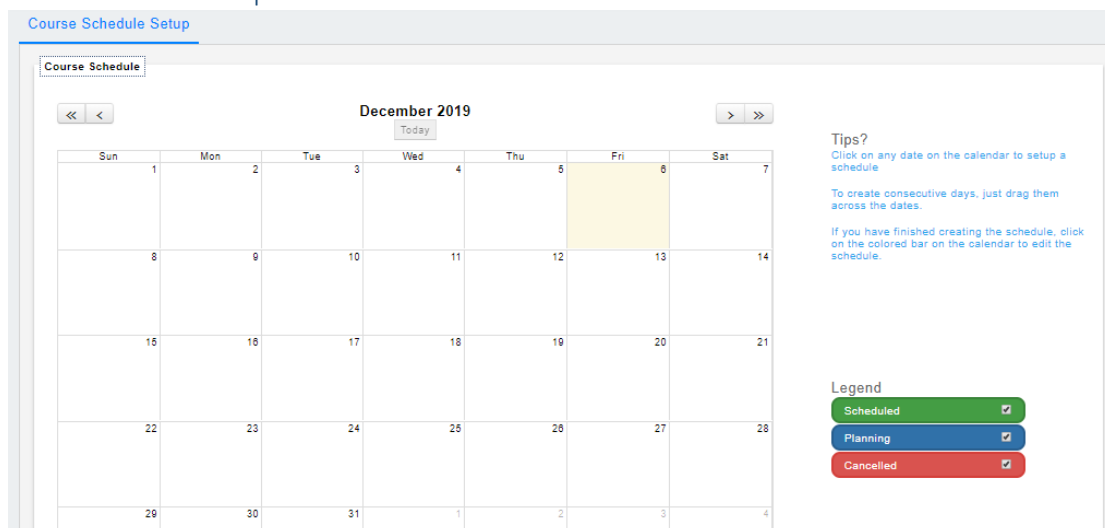 Course Schedule Setup
Course Schedule
« < December 2019 > »
Today
Sun Mon Tue Wed Thu Fri Sat
1 2 3 4 5 6 7
8 9 10 11 12 13 14
15 16 17 18 19 20 21
22 23 24 25 26 27 28
29 30 31 1 2 3 4
Tips?
Click on any date on the calendar to setup a
schedule
To create consecutive days, just drag them
across the dates.
If you have finished creating the schedule, click
on the colored bar on the calendar to edit the
schedule.
Legend
Scheduled
Planning
Cancelled